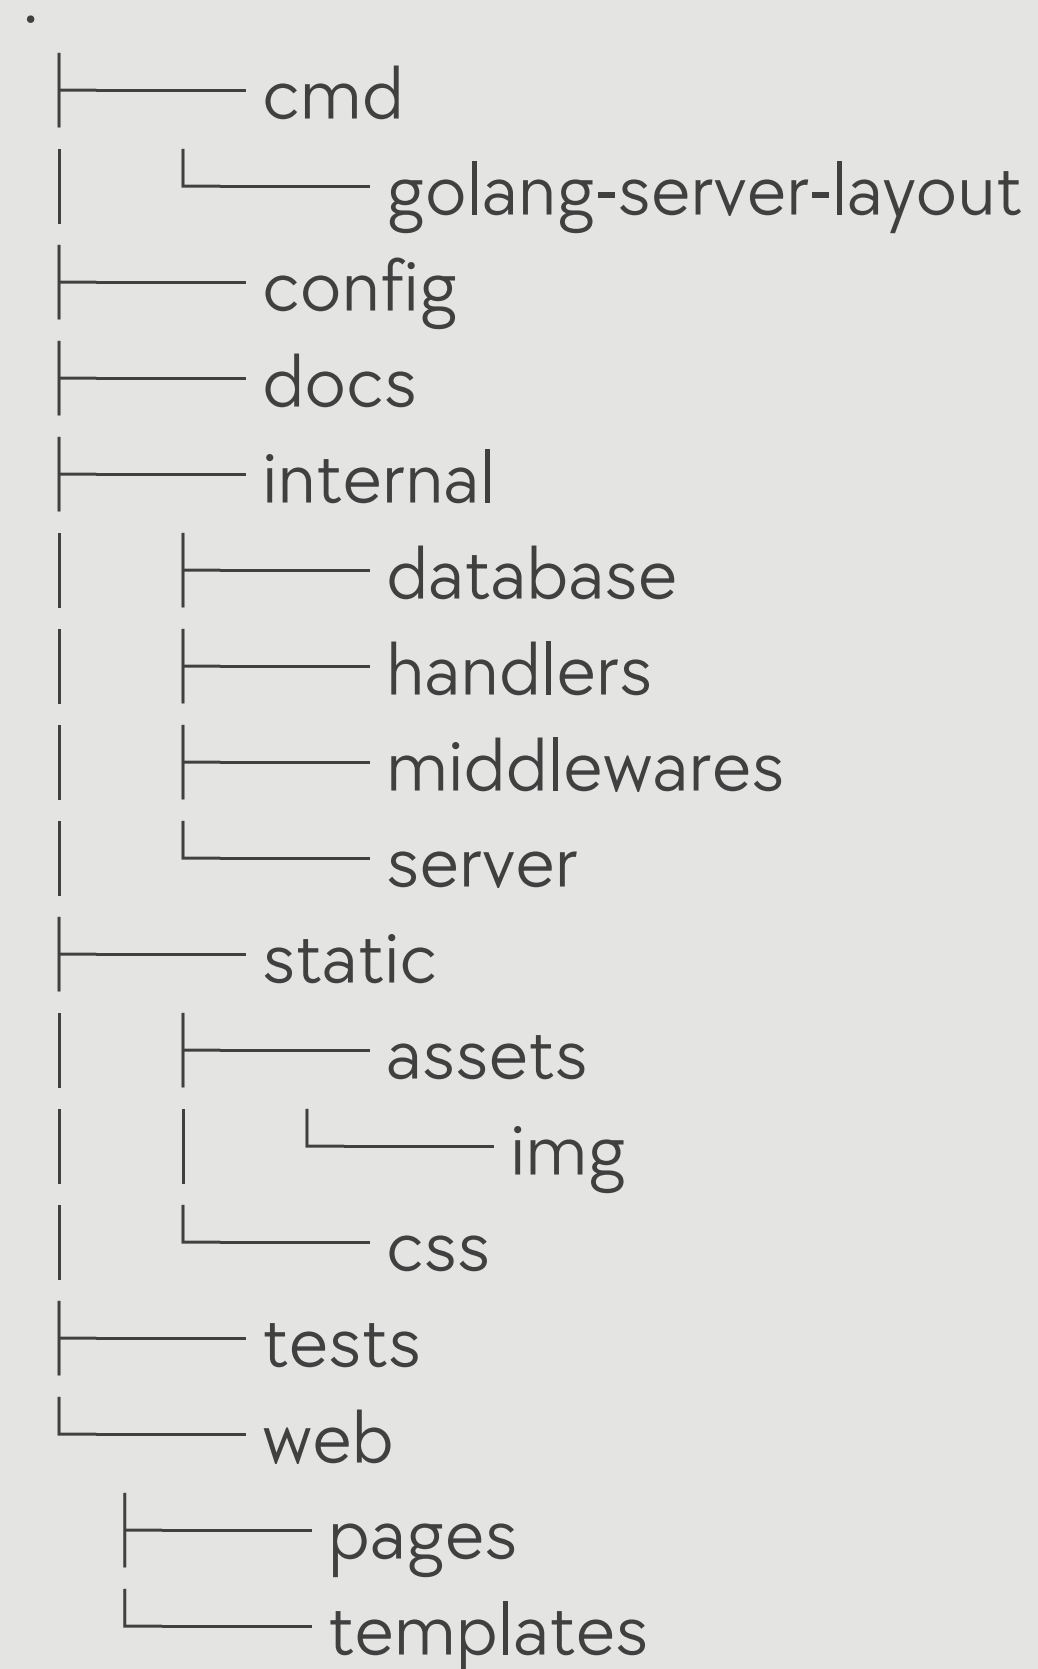 .
├── cmd
│   └── golang-server-layout
├── config
├── docs
├── internal
│   ├── database
│   ├── handlers
│   ├── middlewares
│   └── server
├── static
│   ├── assets
│   │   └── img
│   └── css
├── tests
└── web
    ├── pages
    └── templates